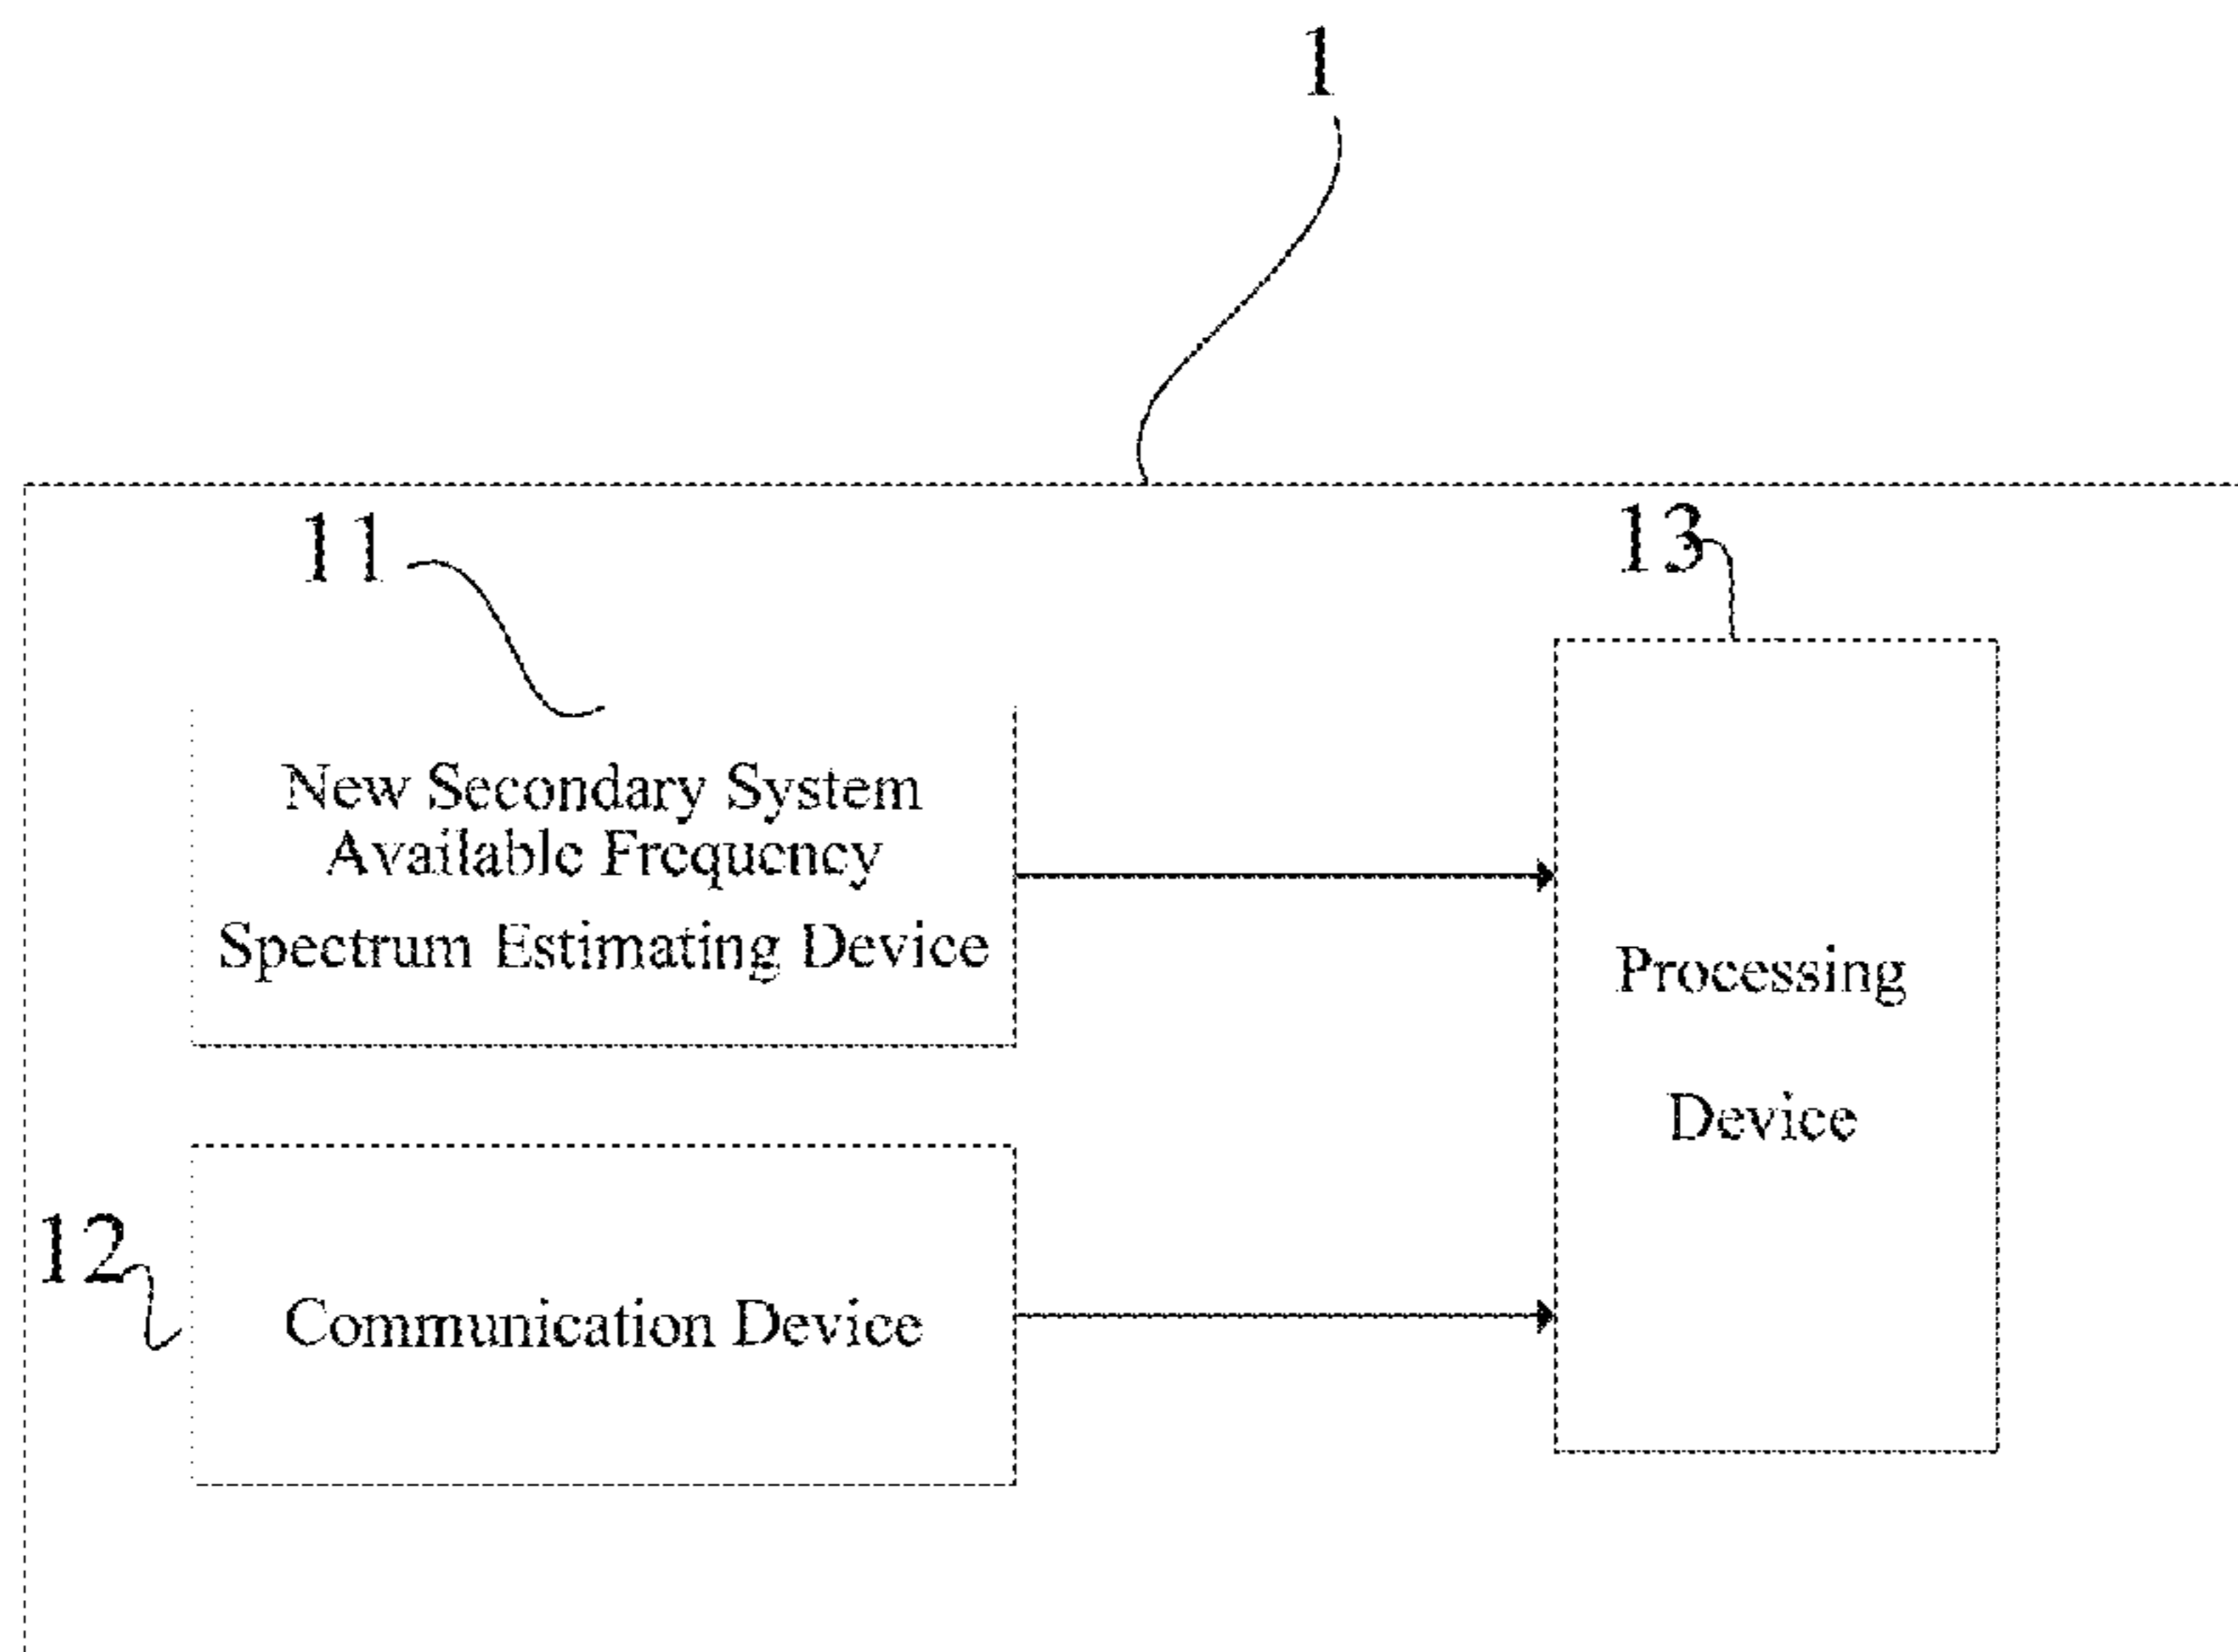 1
11
13
New Secondary System
Available Frequency
Spectrum Estimating Device
Processing
Device
12
Communication Device